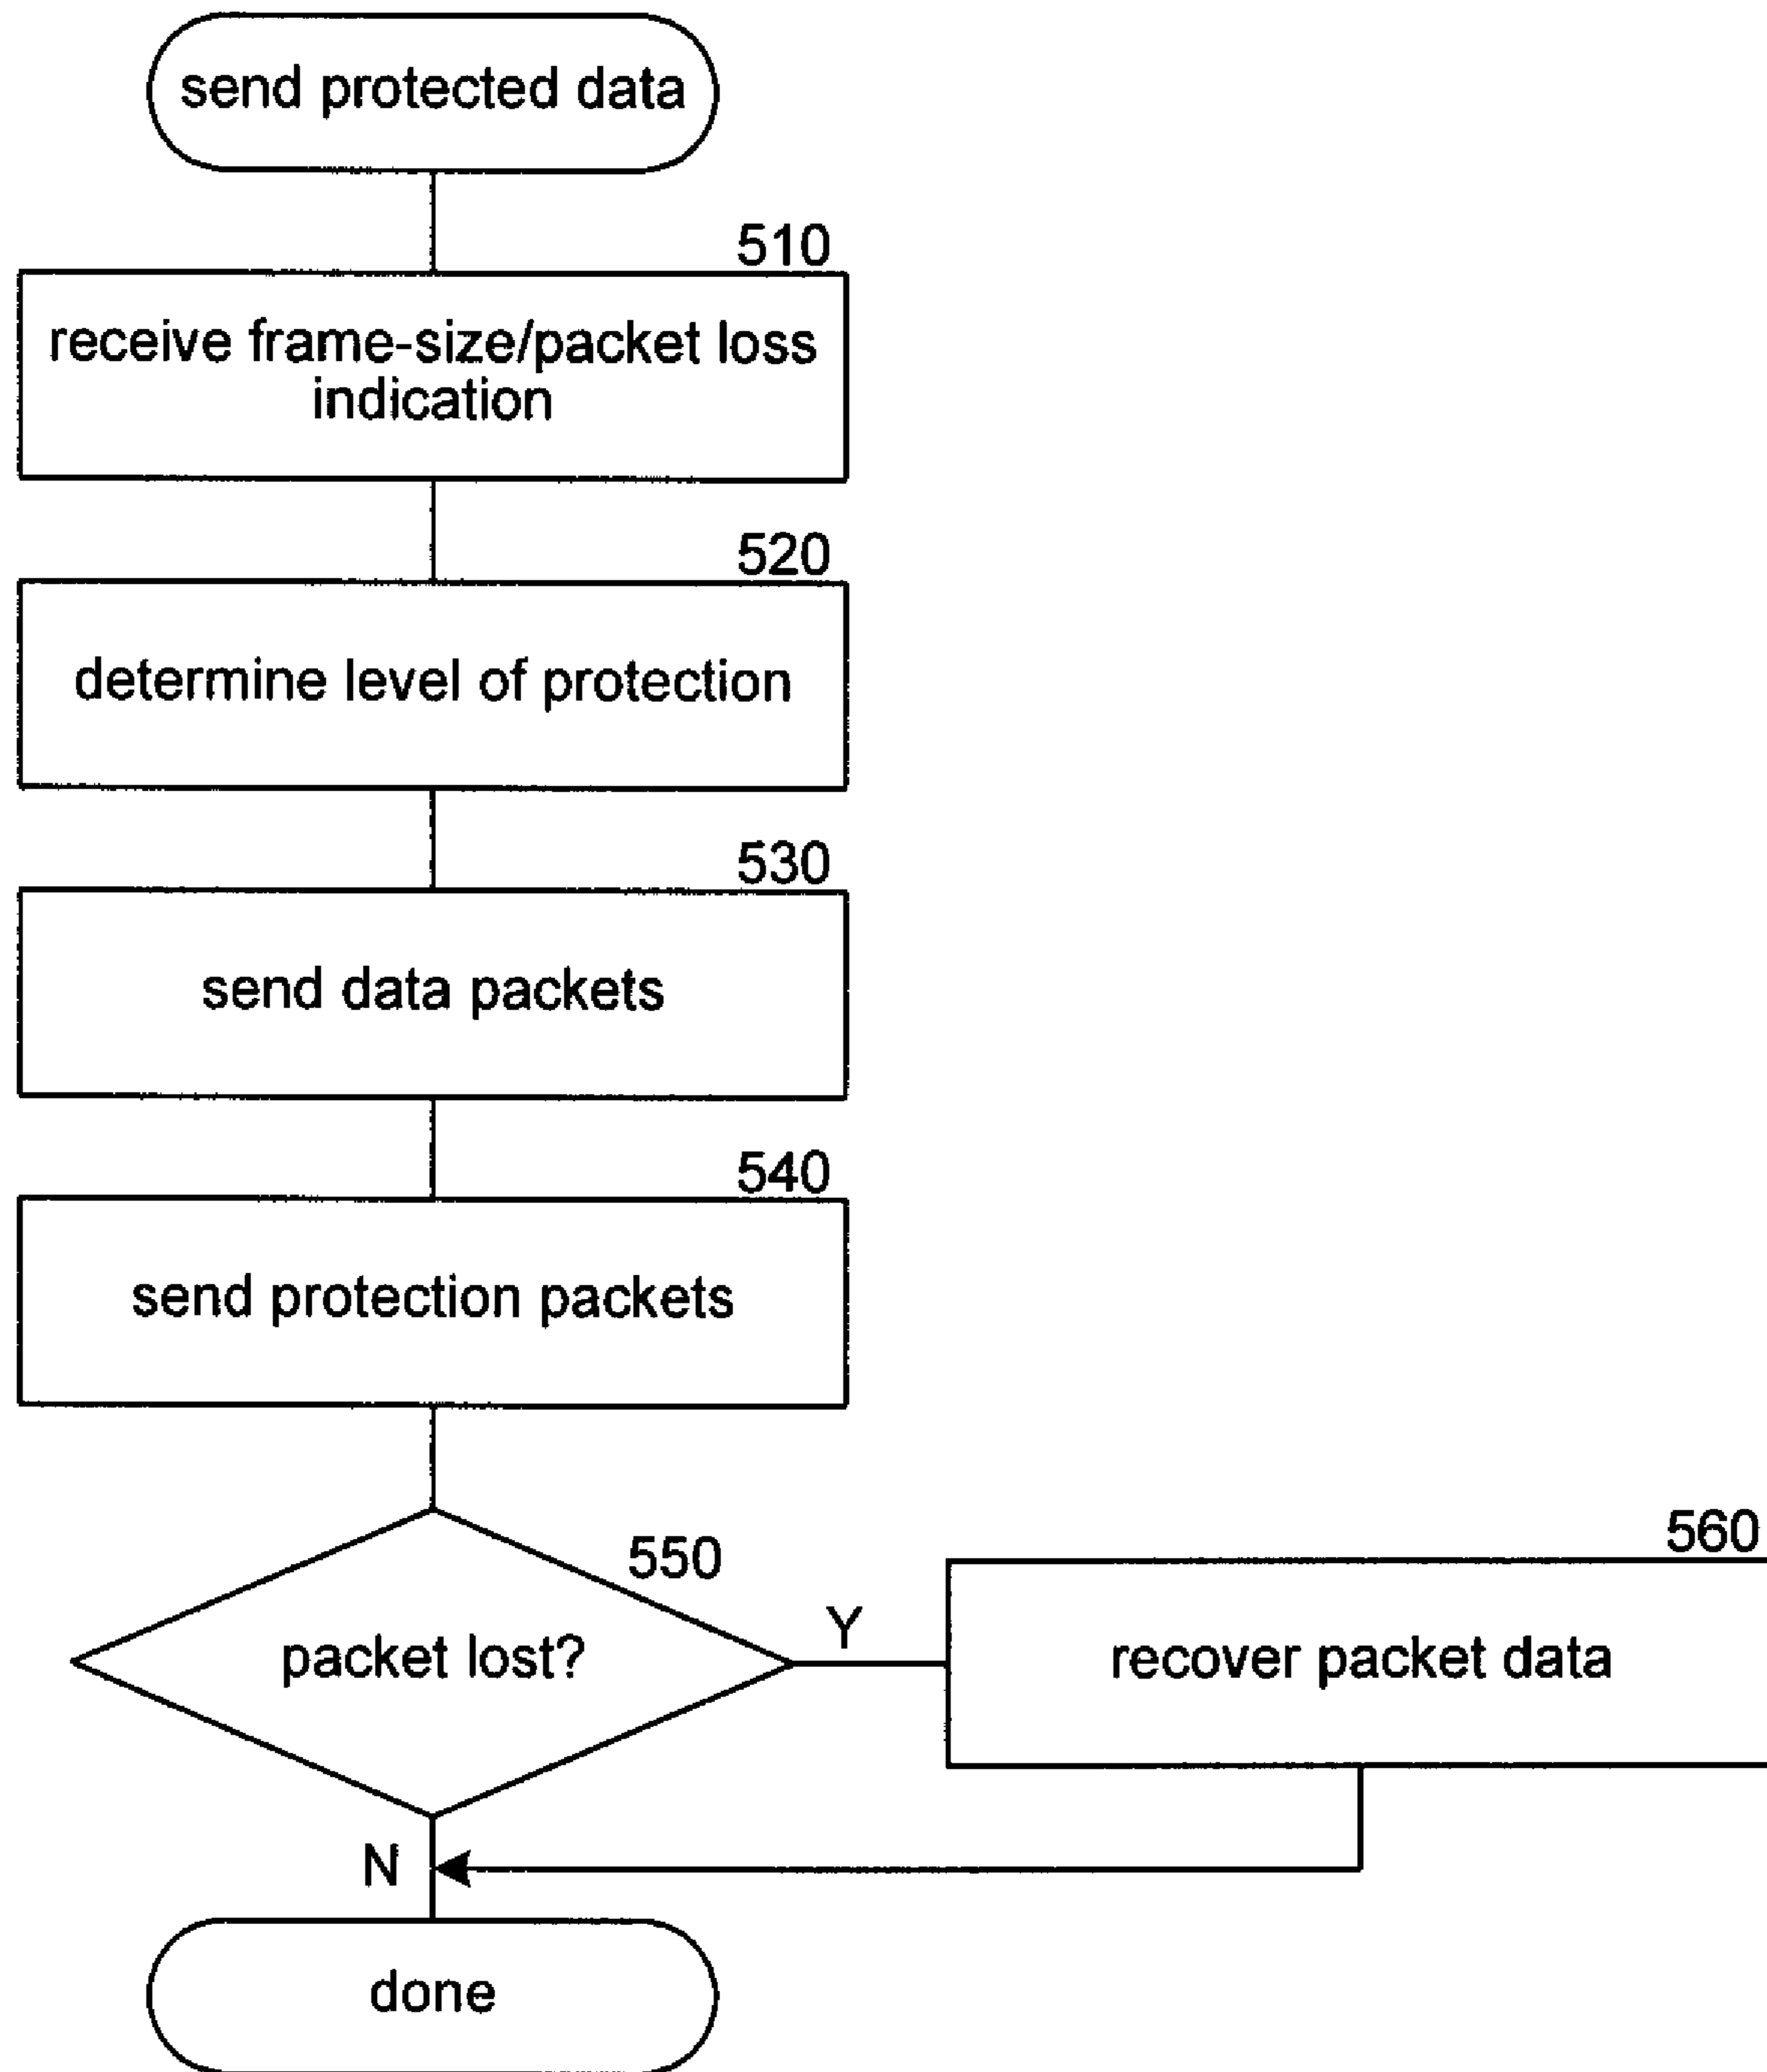 send protected data
510
receive frame-size/packet loss
indication
520
determine level of protection
530
send data packets
540
send protection packets
550
packet lost?
Y
560
recover packet data
N
done